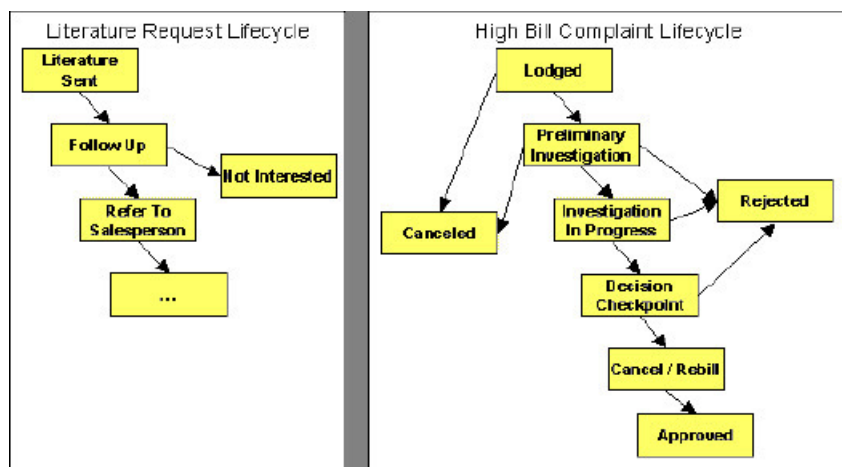 Literature Request Lifecycle
Literature
Sent
Follow Up
Not Interested
Refer To
Salesperson
...
High Bill Complaint Lifecycle
Lodged
Preliminary
Investigation
Rejected
Canceled
Investigation
In Progress
Decision
Checkpoint
Cancel / Rebill
Approved